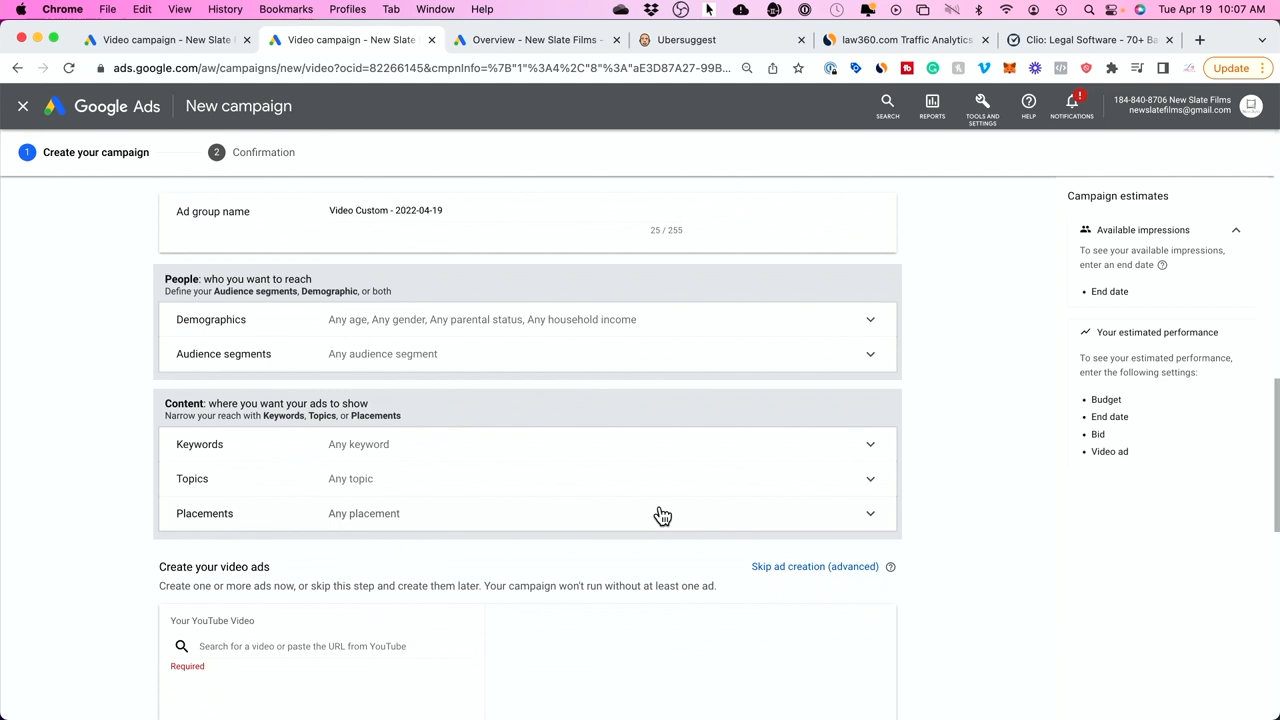 Chrome File Edit View History Bookmarks Profiles Tab Window Help Tue Apr 19 10:07 AM
Video campaign - New Slate F
Video campaign - New Slate
Overview - New Slate Films -
Ubersuggest
law360.com Traffic Analytics
Clio: Legal Software - 70+ Ba
ads.google.com/aw/campaigns/new/video?ocid=82266145&cmpnInfo=%7B"1"%3A%2C"8"%3A"aE3D87A27-99B...
Update
Google Ads
New campaign
SEARCH
REPORTS
TOOLS AND
SETTINGS
HELP
NOTIFICATIONS
184-840-8706 New Slate Films
newslatefilms@gmail.com
1 Create your campaign
2 Confirmation
Ad group name
Video Custom - 2022-04-19
25 / 255
People: who you want to reach
Define your Audience segments, Demographic, or both
Demographics Any age, Any gender, Any parental status, Any household income
Audience segments Any audience segment
Content: where you want your ads to show
Narrow your reach with Keywords, Topics, or Placements
Keywords Any keyword
Topics Any topic
Placements Any placement
Create your video ads
Skip ad creation (advanced)
Create one or more ads now, or skip this step and create them later. Your campaign won't run without at least one ad.
Your YouTube Video
Search for a video or paste the URL from YouTube
Required
Campaign estimates
Available impressions
To see your available impressions,
enter an end date
• End date
Your estimated performance
To see your estimated performance,
enter the following settings:
• Budget
• End date
• Bid
• Video ad